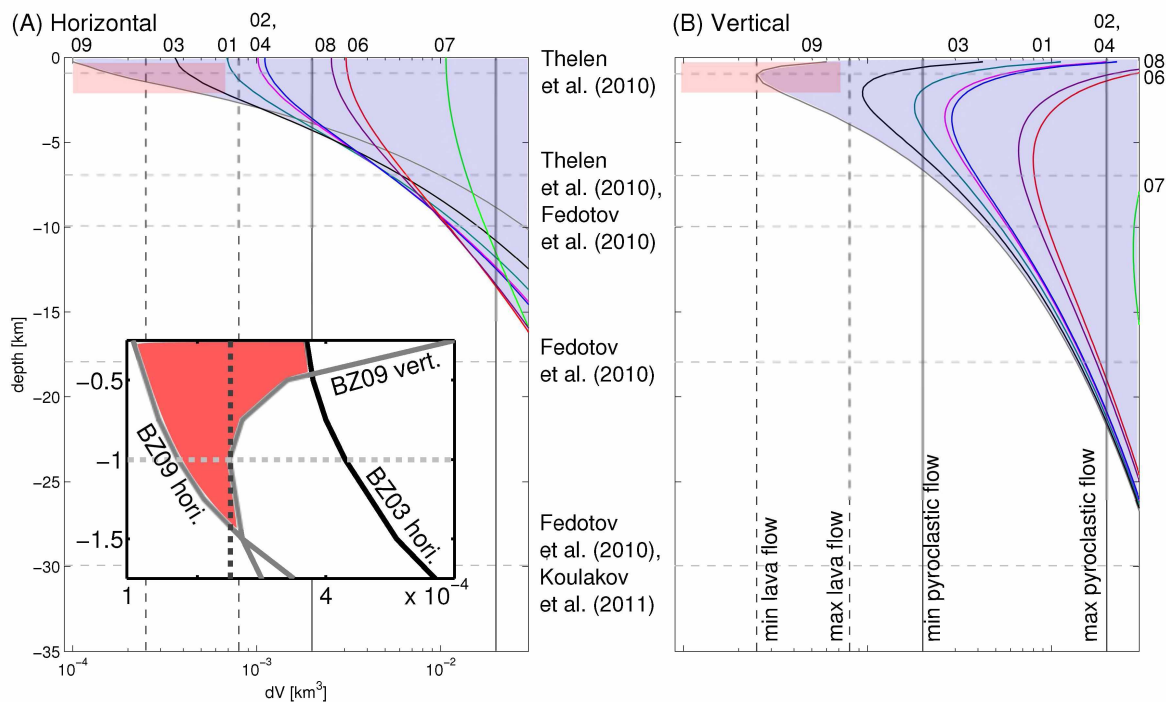 (A) Horizontal
02,
09 03 01 04 08 06 07
(B) Vertical
02,
09 03 01 04
08
06
07
0
−5
−10
−15
−20
−25
−30
−35
depth [km]
10⁻⁴ 10⁻³ 10⁻²
dV [km³]
Thelen
et al. (2010)
Thelen
et al. (2010),
Fedotov
et al. (2010)
Fedotov
et al. (2010)
Fedotov
et al. (2010),
Koulakov
et al. (2011)
−0.5
−1
−1.5
1 4 x 10⁻⁴
BZ09 vert.
BZ09 hori.
BZ03 hori.
min lava flow
max lava flow
min pyroclastic flow
max pyroclastic flow